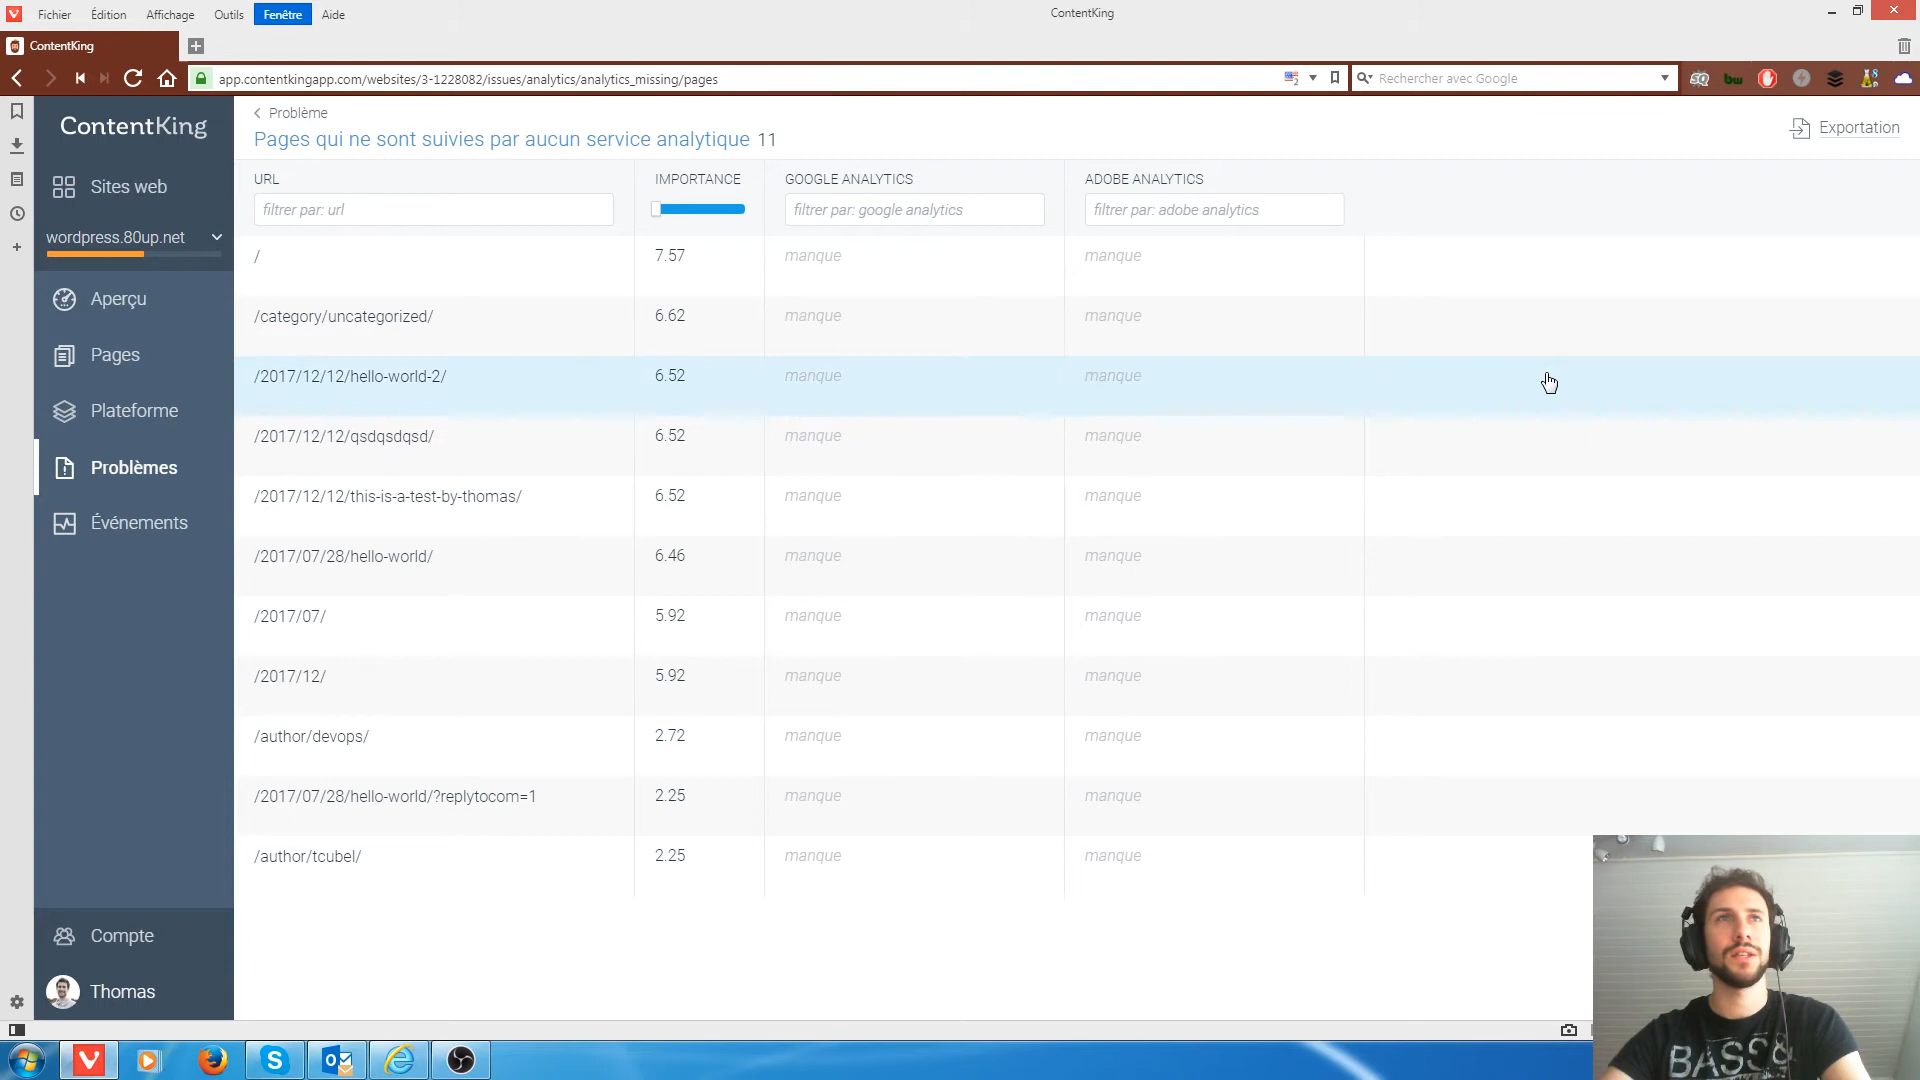 Fichier Édition Affichage Outils Fenêtre Aide
ContentKing
ContentKing
app.contentkingapp.com/websites/3-1228082/issues/analytics/analytics_missing/pages
Rechercher avec Google
ContentKing
Sites web
wordpress.80up.net
Aperçu
Pages
Plateforme
Problèmes
Événements
Compte
Thomas
Problème
Pages qui ne sont suivies par aucun service analytique 11
Exportation
URL IMPORTANCE GOOGLE ANALYTICS ADOBE ANALYTICS
filtrer par: url filtrer par: google analytics filtrer par: adobe analytics
/ 7.57 manque manque
/category/uncategorized/ 6.62 manque manque
/2017/12/12/hello-world-2/ 6.52 manque manque
/2017/12/12/qsdqsdqsd/ 6.52 manque manque
/2017/12/12/this-is-a-test-by-thomas/ 6.52 manque manque
/2017/07/28/hello-world/ 6.46 manque manque
/2017/07/ 5.92 manque manque
/2017/12/ 5.92 manque manque
/author/devops/ 2.72 manque manque
/2017/07/28/hello-world/?replytocom=1 2.25 manque manque
/author/tcubel/ 2.25 manque manque
BASS&